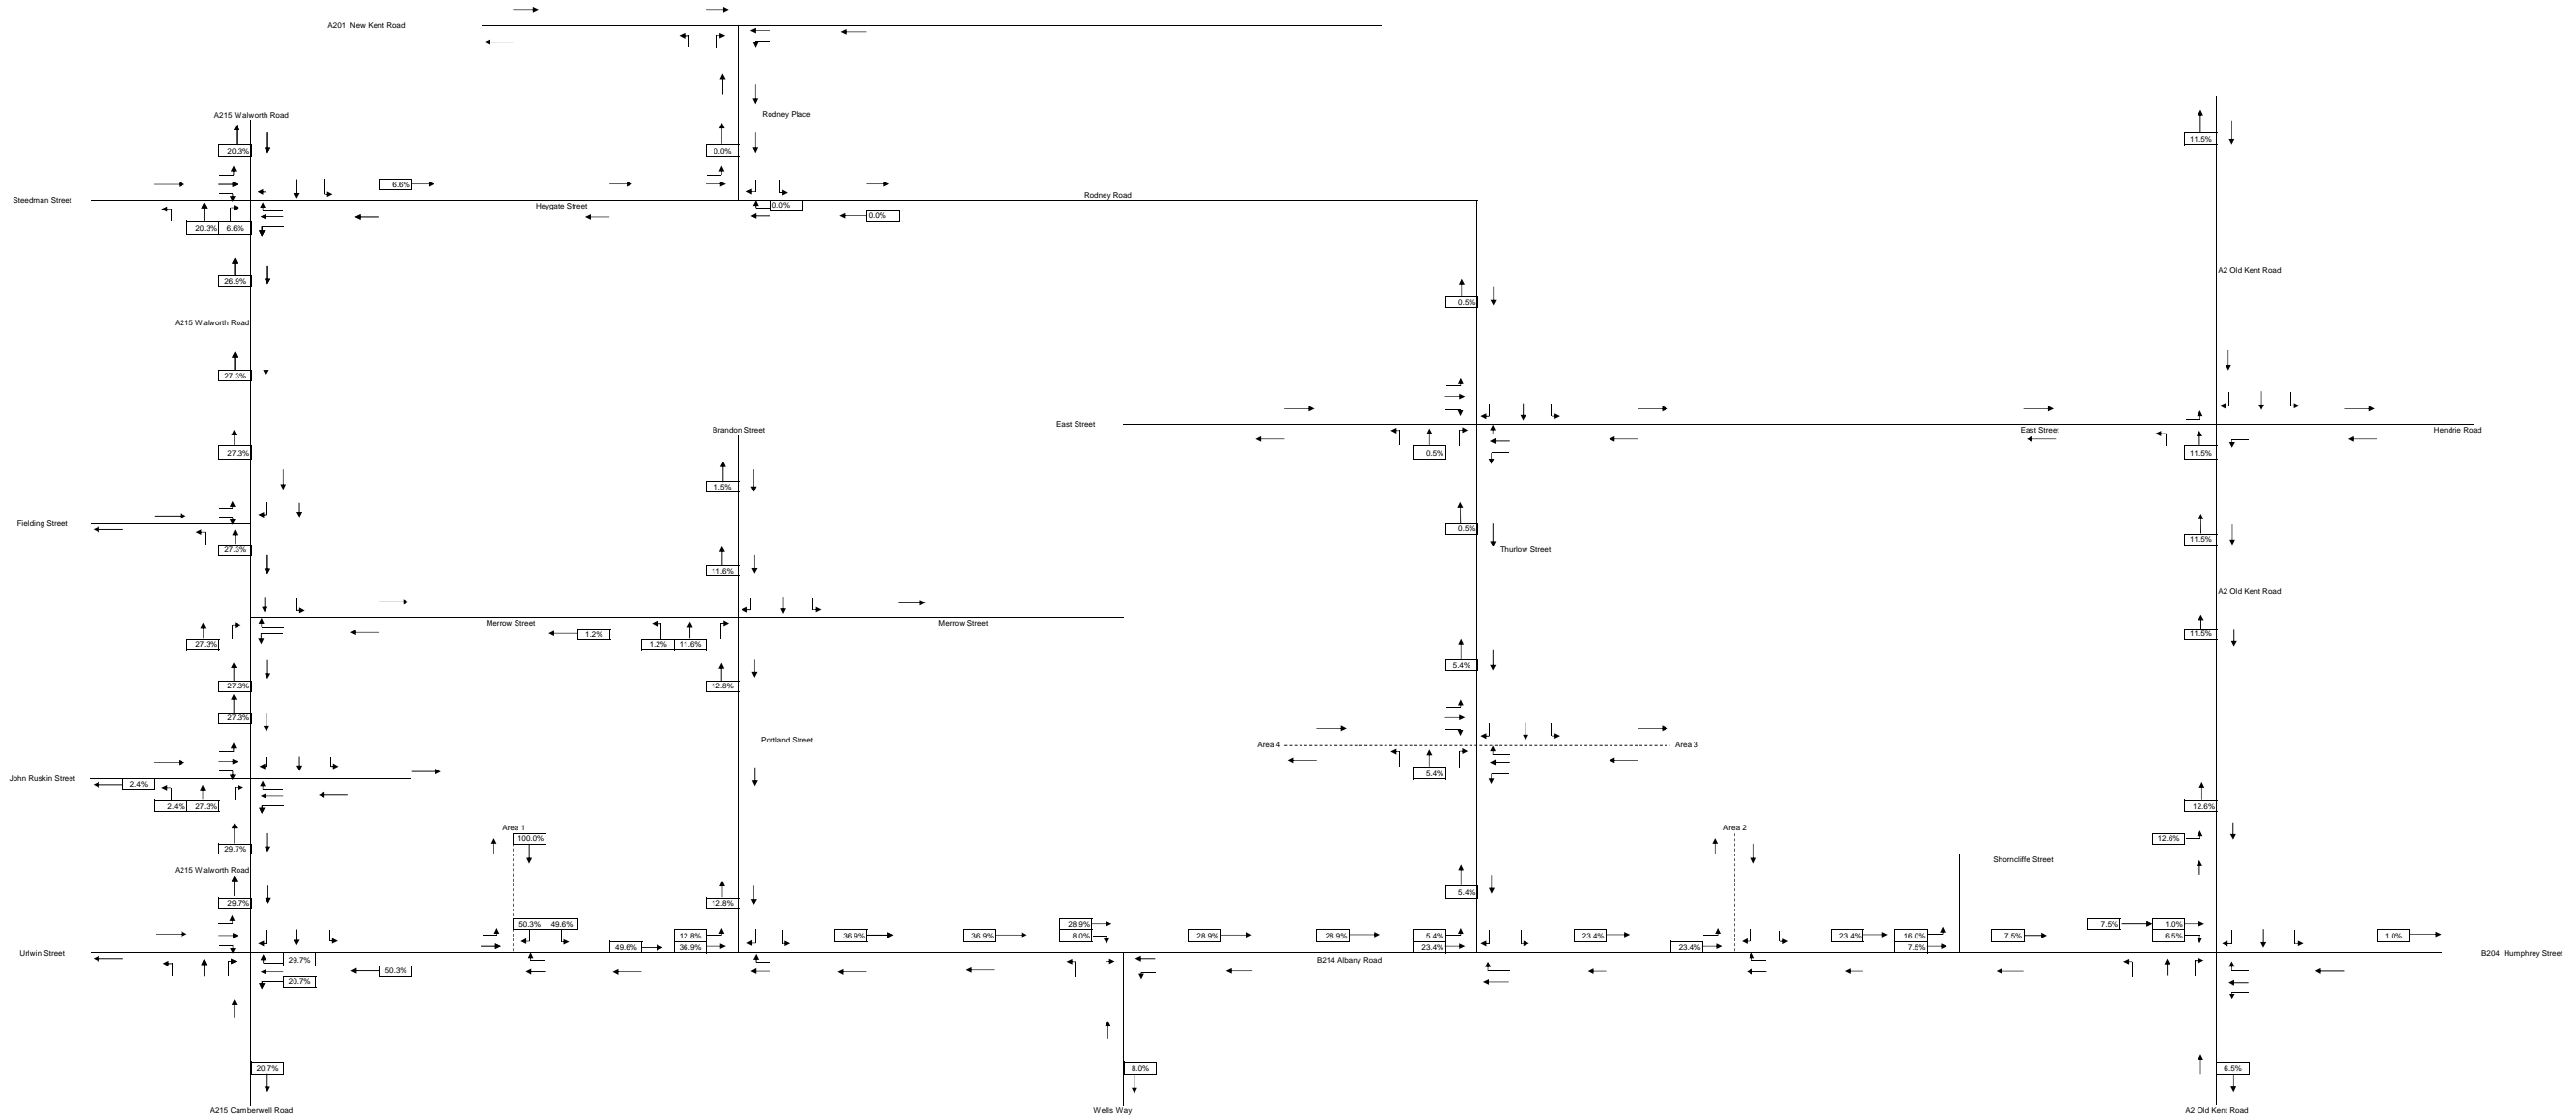 A201  New Kent Road
A215 Walworth Road
Rodney Place
20.3%
0.0%
11.5%
6.6%
Steedman Street
Heygate Street
Rodney Road
0.0%
0.0%
20.3%
6.6%
26.9%
A2 Old Kent Road
0.5%
A215 Walworth Road
27.3%
East Street
East Street
Hendrie Road
Brandon Street
27.3%
0.5%
11.5%
1.5%
Fielding Street
0.5%
11.5%
27.3%
Thurlow Street
11.6%
A2 Old Kent Road
Merrow Street
Merrow Street
1.2%
11.5%
27.3%
1.2%
11.6%
5.4%
27.3%
12.8%
27.3%
Portland Street
Area 4
Area 3
5.4%
John Ruskin Street
2.4%
2.4%
27.3%
12.6%
Area 1
Area 2
100.0%
12.6%
29.7%
Shorncliffe Street
A215 Walworth Road
5.4%
29.7%
12.8%
50.3%
49.6%
28.9%
7.5%
1.0%
12.8%
36.9%
36.9%
8.0%
28.9%
28.9%
5.4%
23.4%
23.4%
16.0%
7.5%
6.5%
1.0%
49.6%
36.9%
23.4%
23.4%
7.5%
Urlwin Street
29.7%
B214 Albany Road
B204  Humphrey Street
50.3%
20.7%
20.7%
8.0%
6.5%
A215 Camberwell Road
Wells Way
A2 Old Kent Road